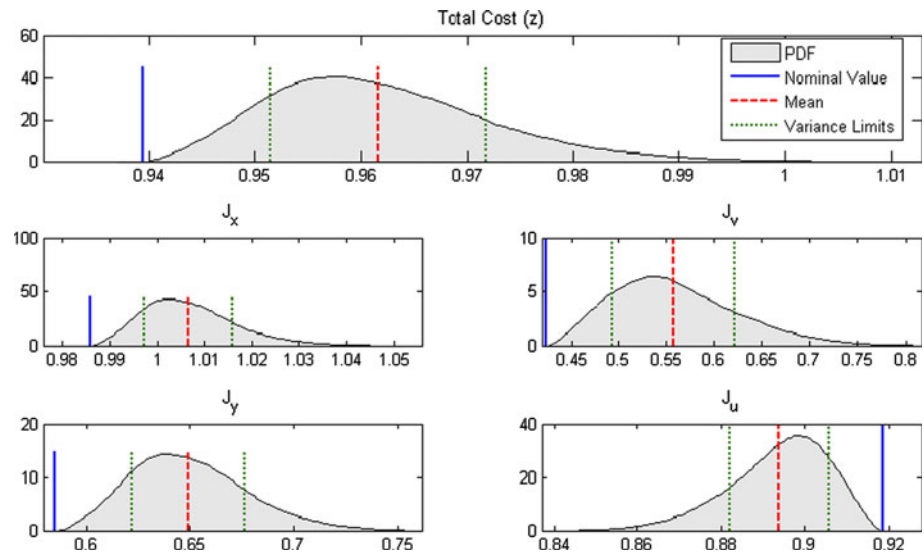 Total Cost (z)
60
40
20
0
0.94 0.95 0.96 0.97 0.98 0.99 1 1.01
PDF
Nominal Value
Mean
Variance Limits
J_x
100
50
0
0.98 0.99 1 1.01 1.02 1.03 1.04 1.05
J_v
10
5
0
0.45 0.5 0.55 0.6 0.65 0.7 0.75 0.8
J_y
20
10
0
0.6 0.65 0.7 0.75
J_u
40
20
0
0.84 0.86 0.88 0.9 0.92